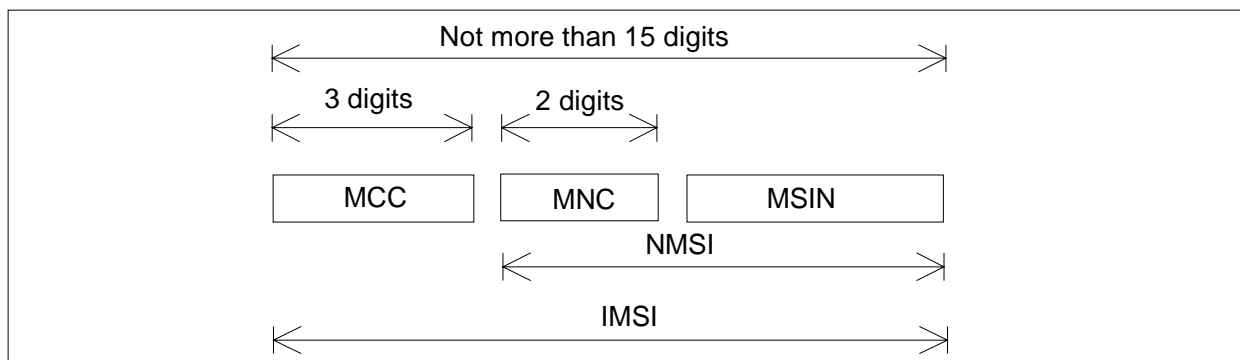 Not more than 15 digits
3 digits 2 digits
MCC MNC MSIN
NMSI
IMSI